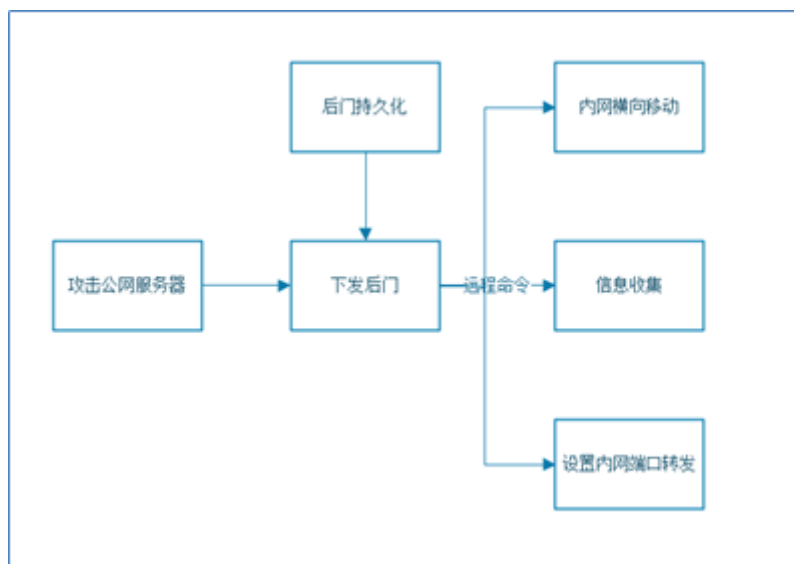 后门持久化
内网横向移动
攻击公网服务器
下发后门
远程命令
信息收集
设置内网端口转发